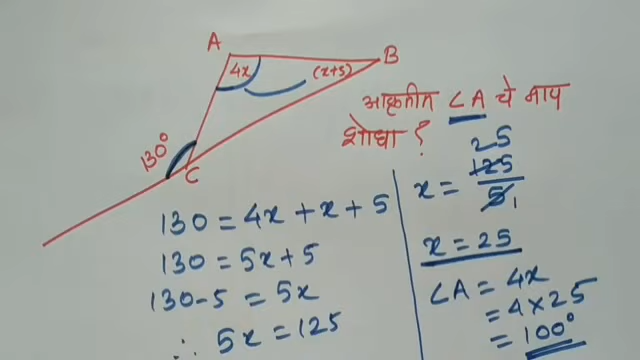 A
B
4x
(x+5)
130°
C
आकृतीत ∠A चे माप
शोधा ?
130 = 4x + x + 5
130 = 5x + 5
130 - 5 = 5x
∴ 5x = 125
25
x = 125
5 1
x = 25
∠A = 4x
= 4 × 25
= 100°